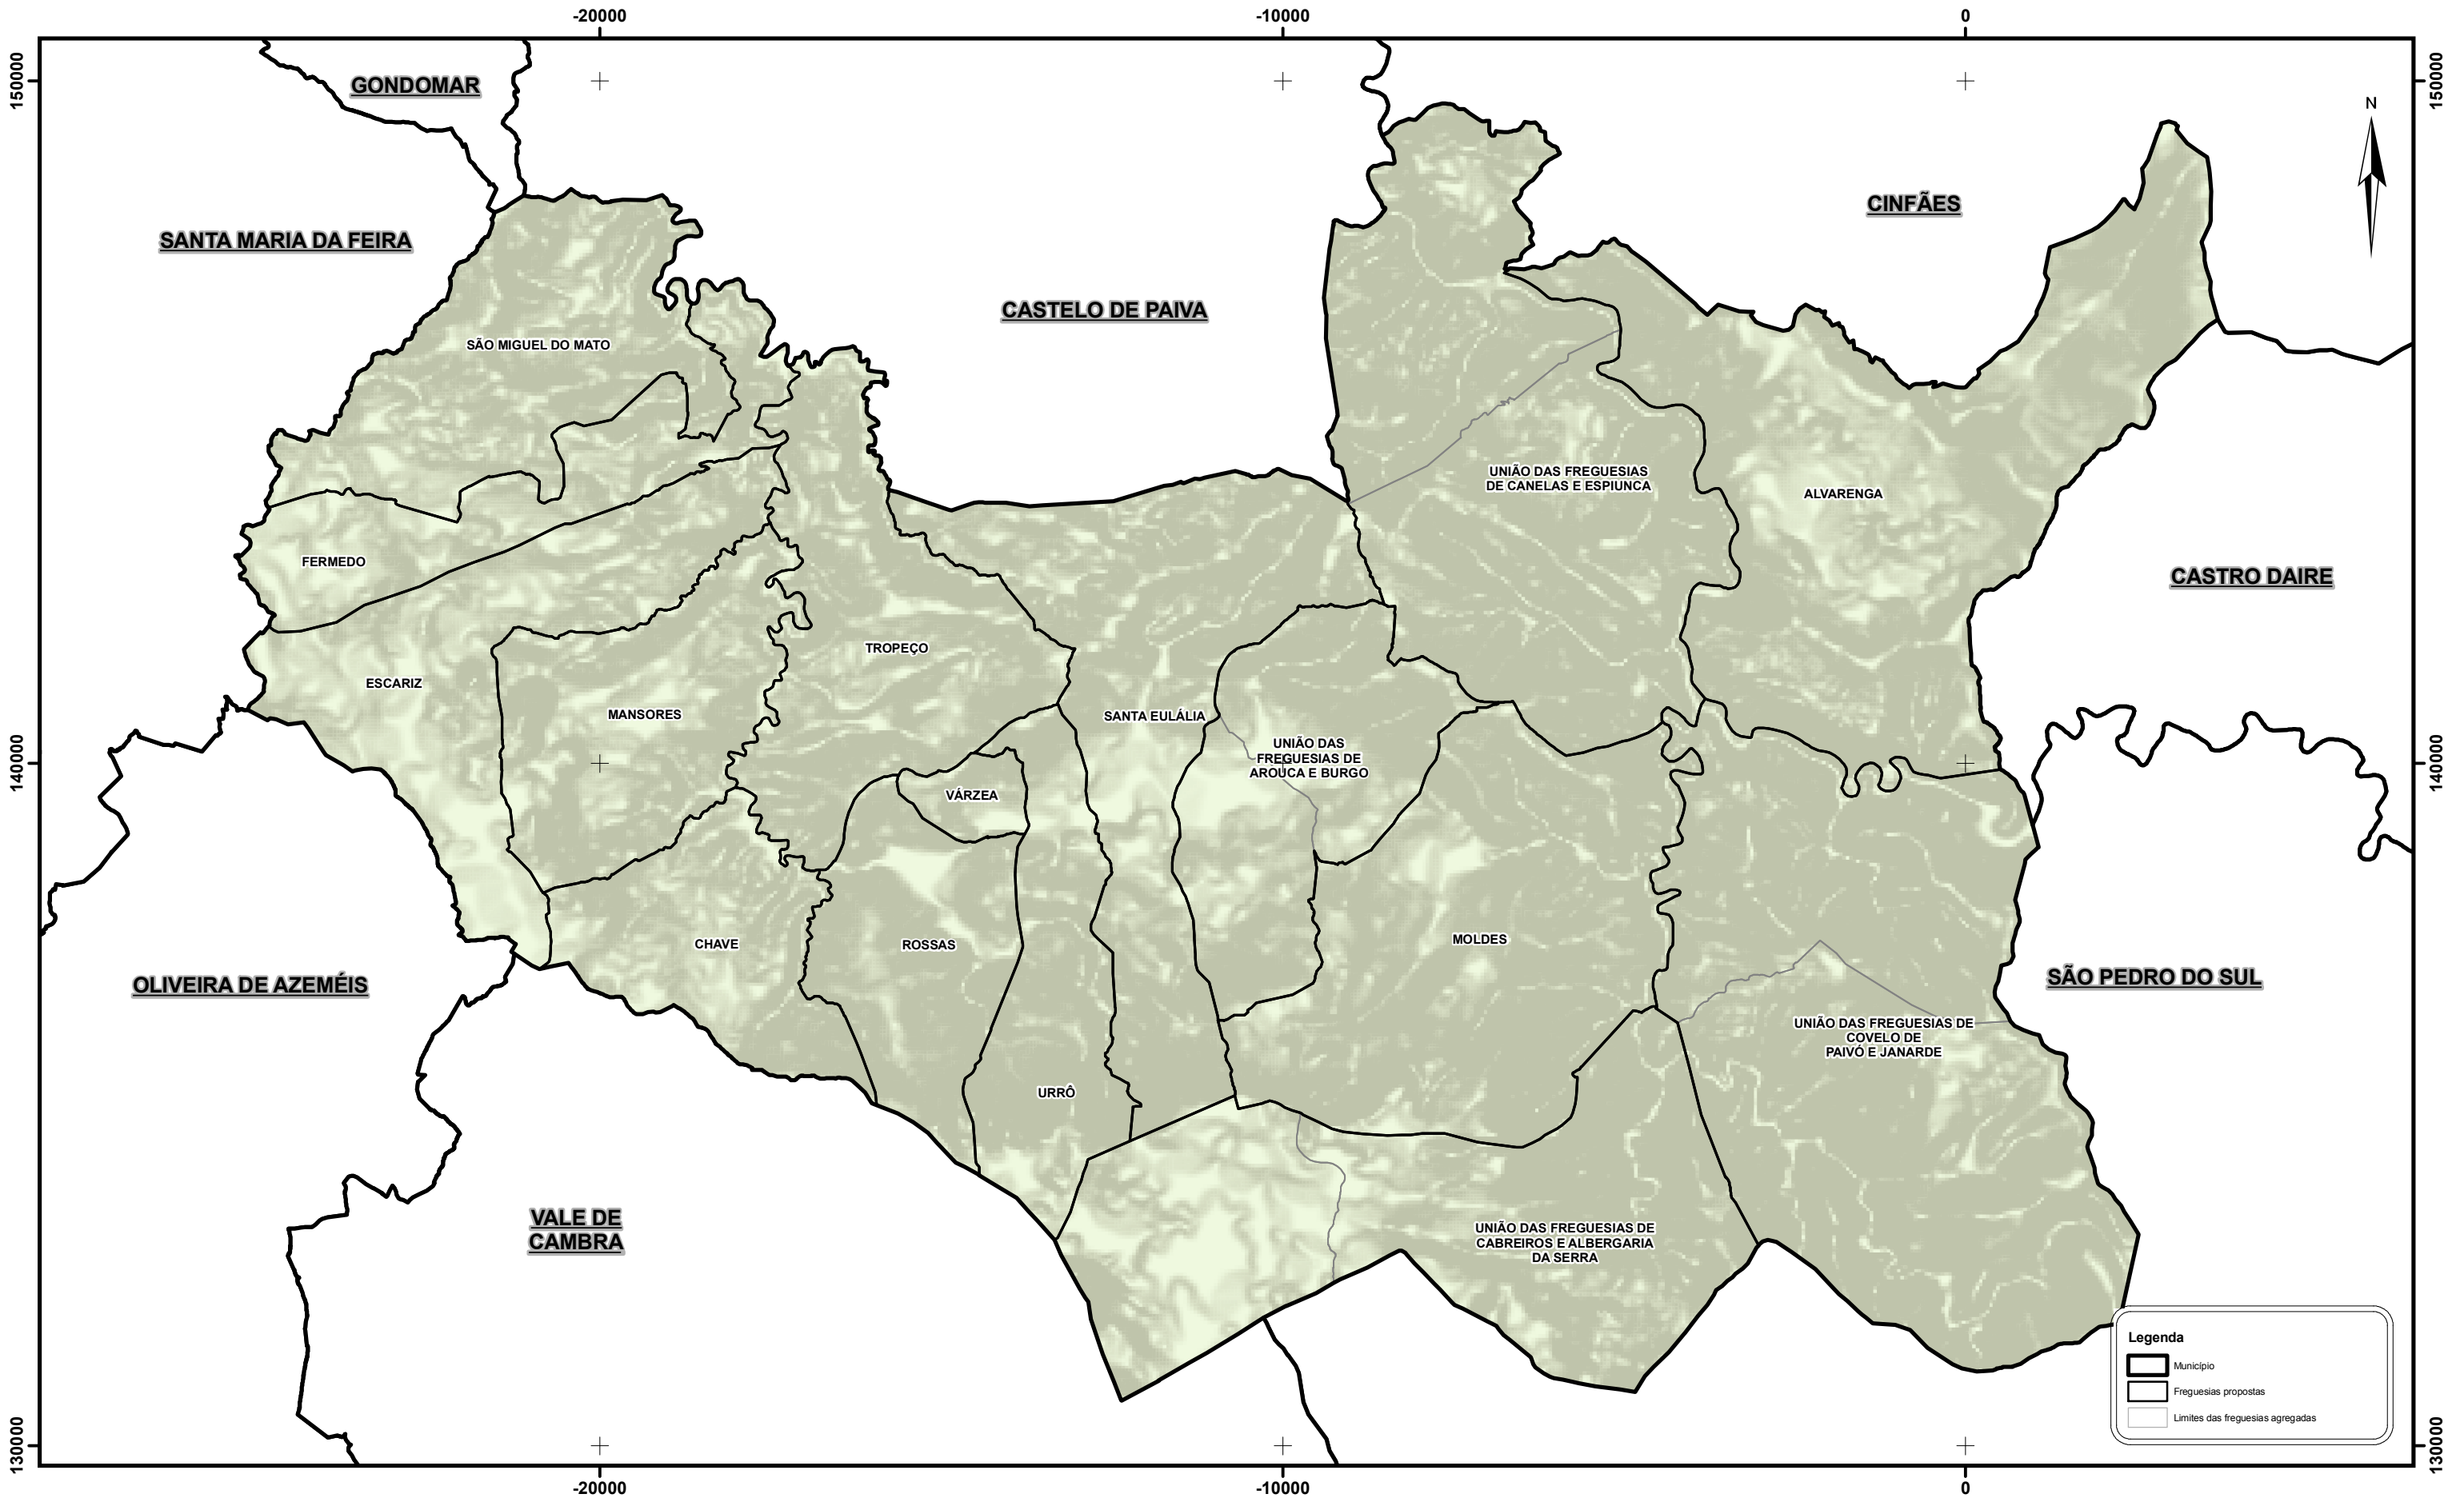 -20000
-10000
0
150000
150000
GONDOMAR
N
CINFÃES
SANTA MARIA DA FEIRA
CASTELO DE PAIVA
SÃO MIGUEL DO MATO
UNIÃO DAS FREGUESIAS
DE CANELAS E ESPIUNCA
ALVARENGA
FERMEDO
CASTRO DAIRE
TROPEÇO
ESCARIZ
MANSORES
SANTA EULÁLIA
UNIÃO DAS
FREGUESIAS DE
AROUCA E BURGO
140000
140000
VÁRZEA
CHAVE
ROSSAS
MOLDES
OLIVEIRA DE AZEMÉIS
SÃO PEDRO DO SUL
UNIÃO DAS FREGUESIAS DE
COVELO DE
PAIVÓ E JANARDE
URRÔ
VALE DE
CAMBRA
UNIÃO DAS FREGUESIAS DE
CABREIROS E ALBERGARIA
DA SERRA
Legenda
Município
Freguesias propostas
Limites das freguesias agregadas
130000
130000
-20000
-10000
0